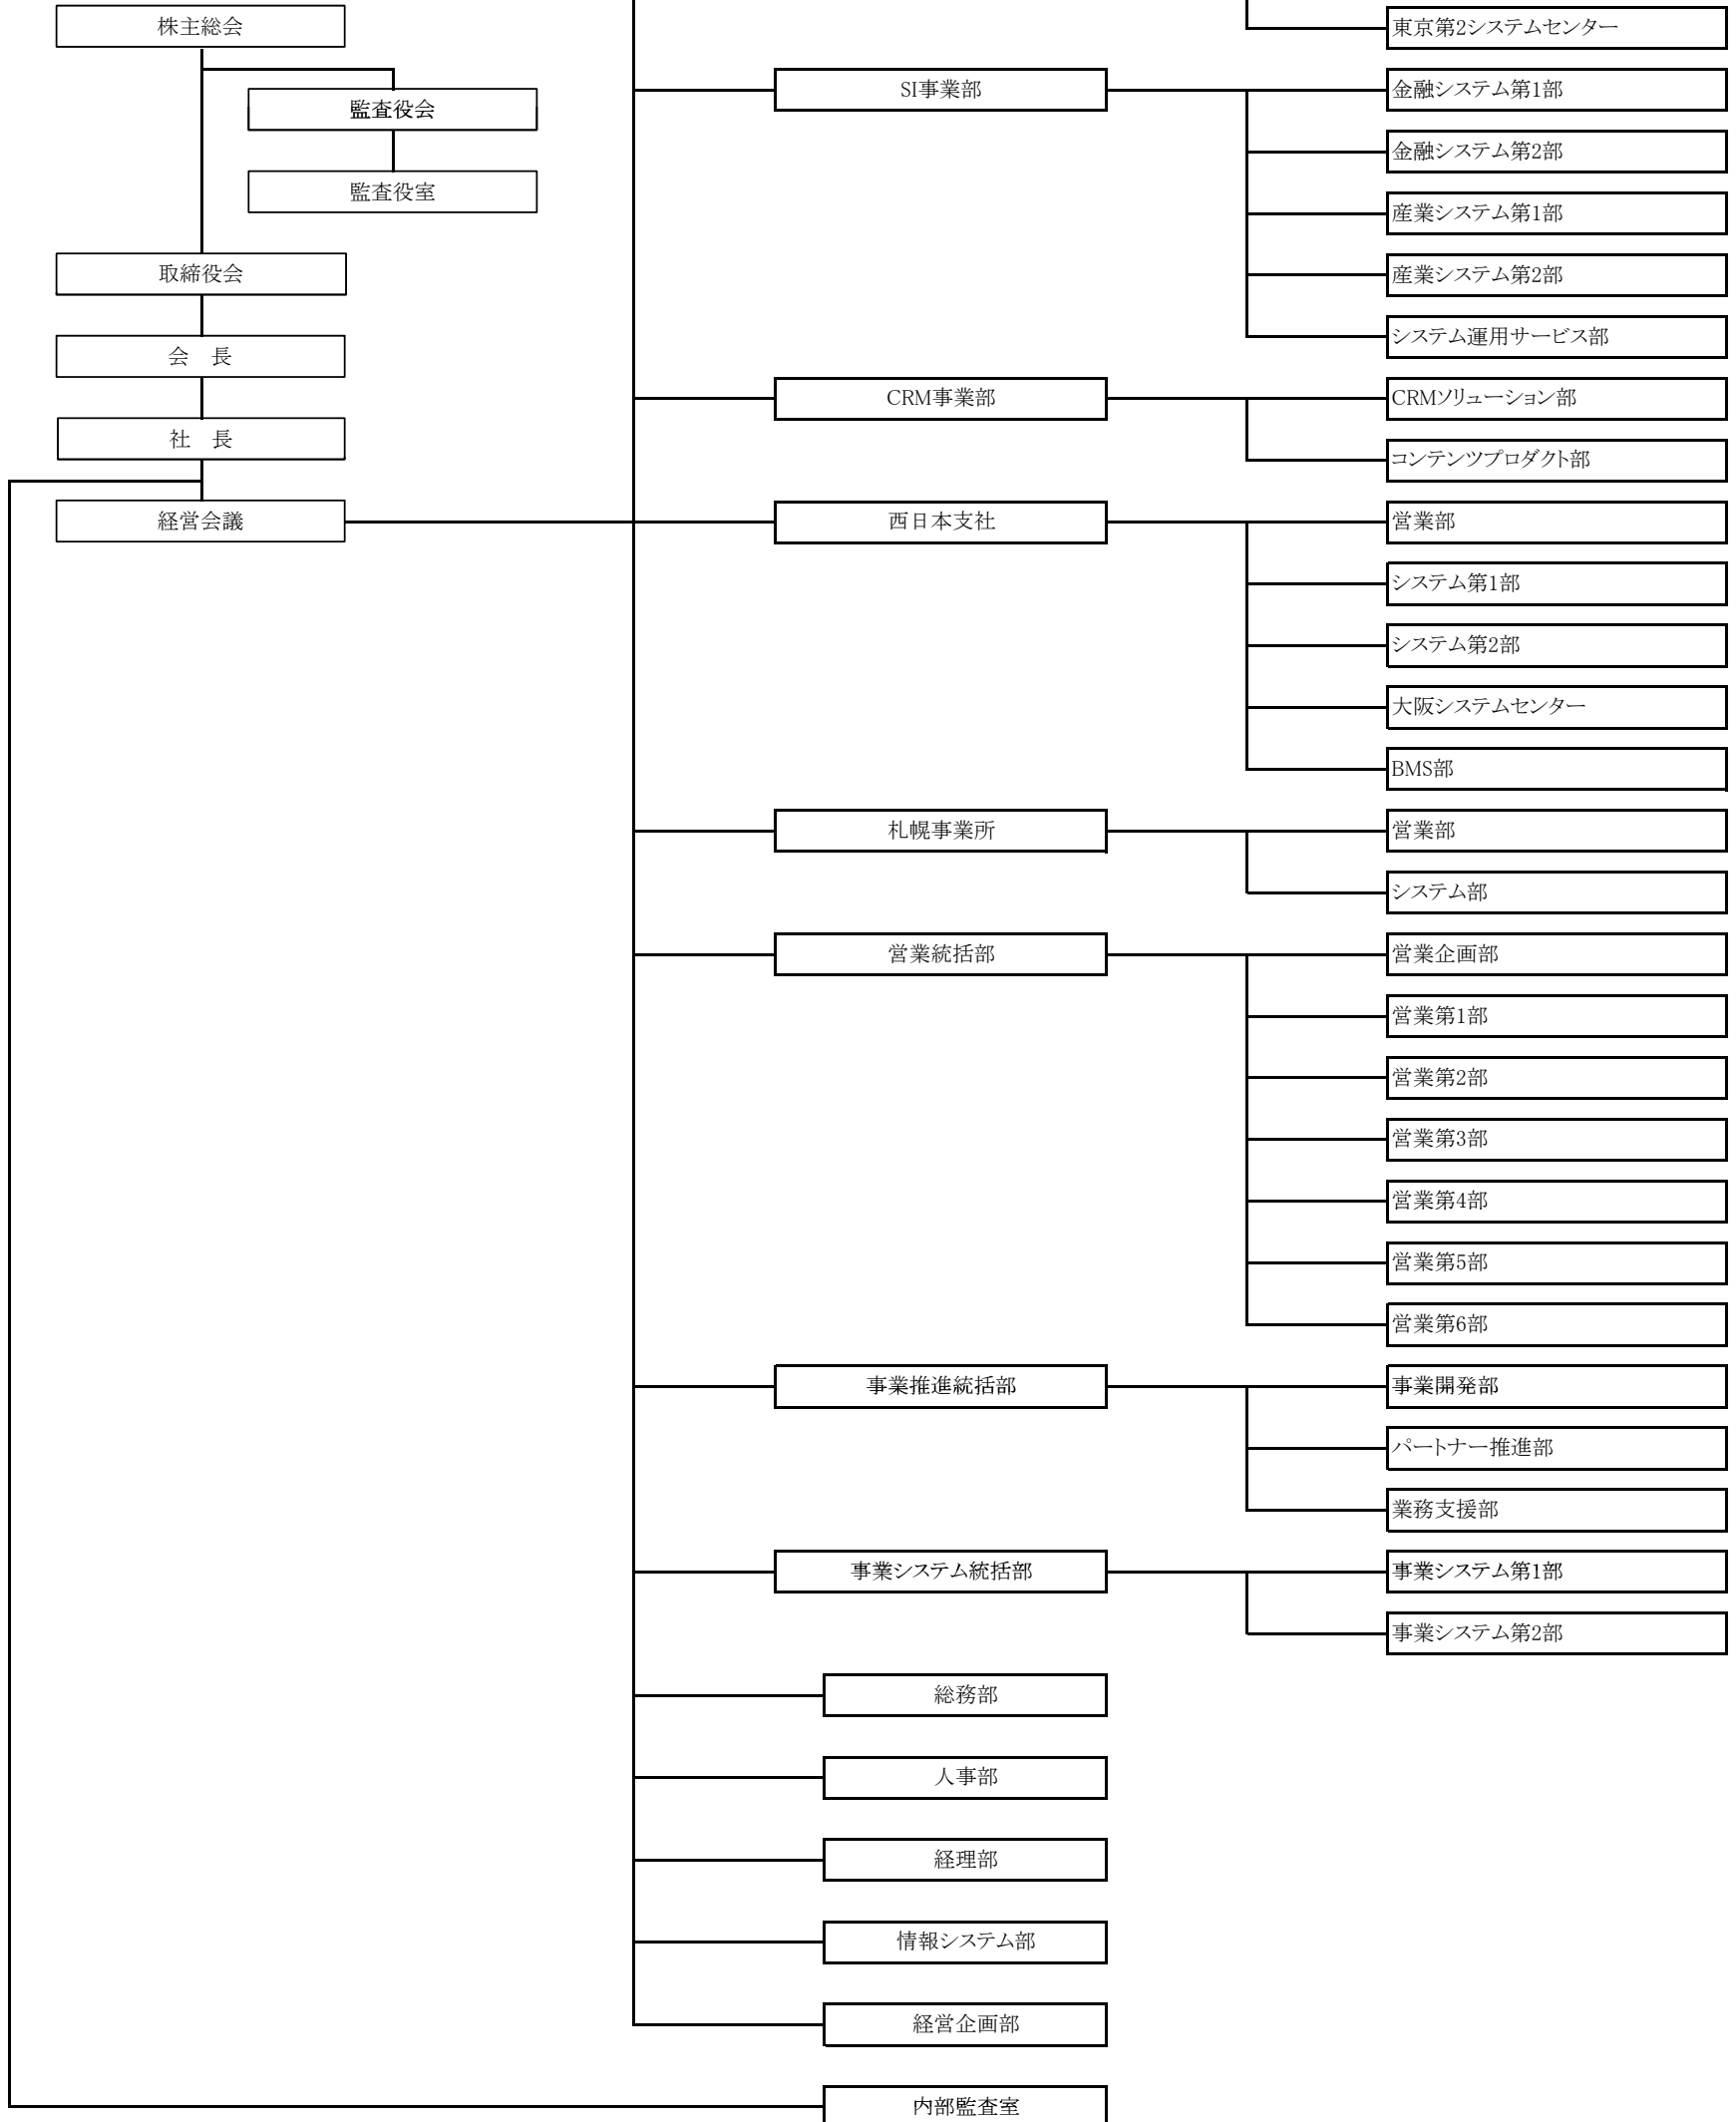 株主総会
監査役会
監査役室
取締役会
会　長
社　長
経営会議
東京第2システムセンター
SI事業部
金融システム第1部
金融システム第2部
産業システム第1部
産業システム第2部
システム運用サービス部
CRM事業部
CRMソリューション部
コンテンツプロダクト部
西日本支社
営業部
システム第1部
システム第2部
大阪システムセンター
BMS部
札幌事業所
営業部
システム部
営業統括部
営業企画部
営業第1部
営業第2部
営業第3部
営業第4部
営業第5部
営業第6部
事業推進統括部
事業開発部
パートナー推進部
業務支援部
事業システム統括部
事業システム第1部
事業システム第2部
総務部
人事部
経理部
情報システム部
経営企画部
内部監査室